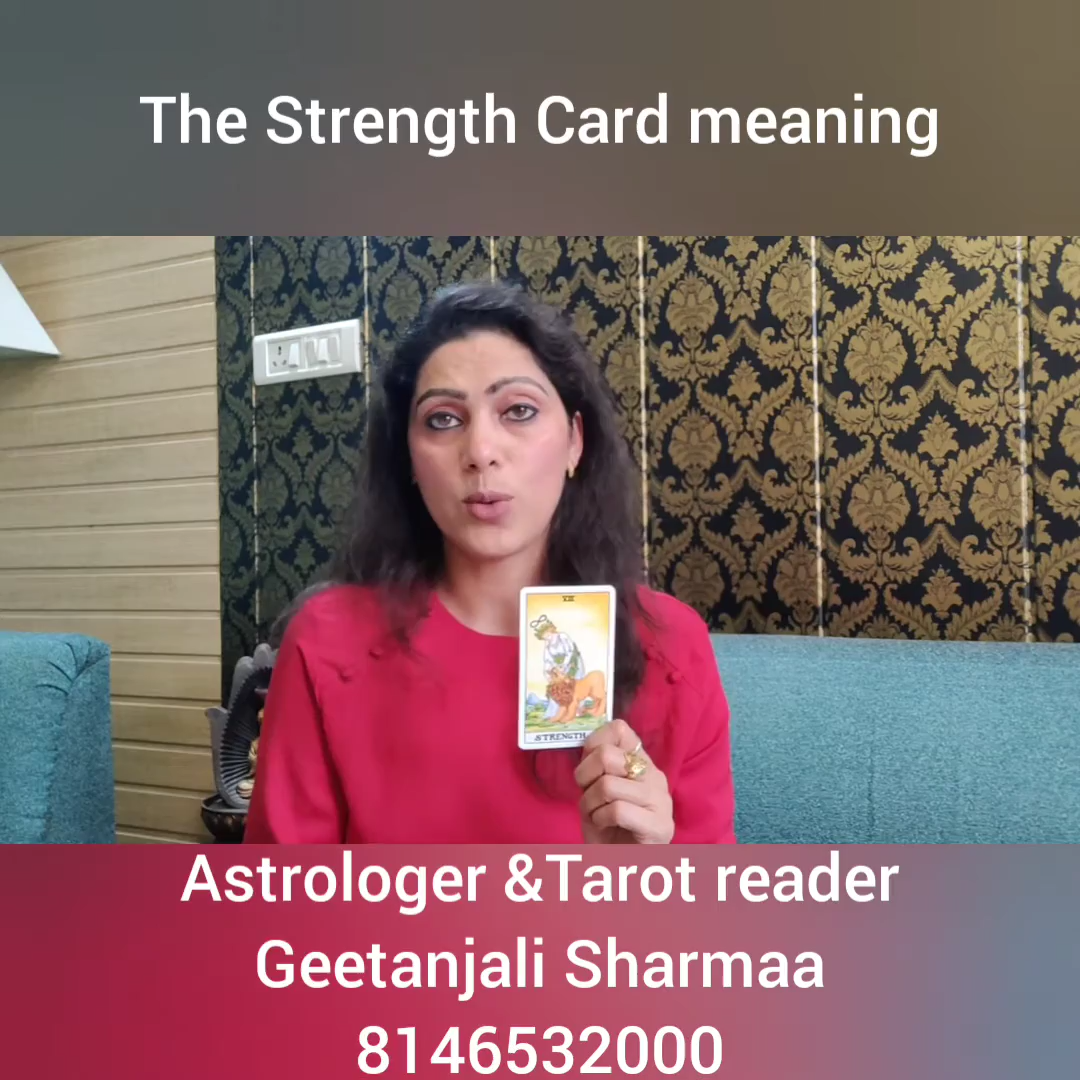 The Strength Card meaning
STRENGTH
Astrologer &Tarot reader
Geetanjali Sharmaa
8146532000